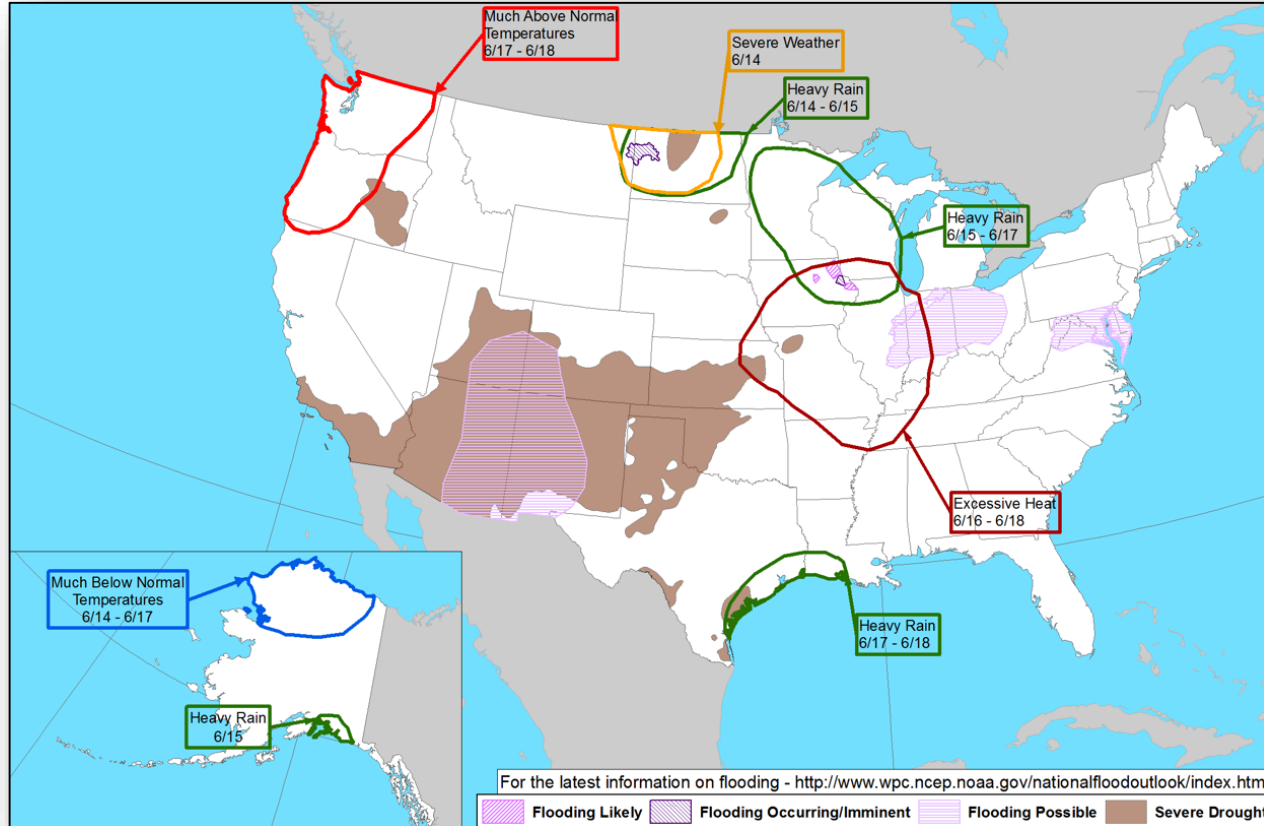 Much Above Normal
Temperatures
6/17 - 6/18
Severe Weather
6/14
Heavy Rain
6/14 - 6/15
Heavy Rain
6/15 - 6/17
Excessive Heat
6/16 - 6/18
Much Below Normal
Temperatures
6/14 - 6/17
Heavy Rain
6/17 - 6/18
Heavy Rain
6/15
For the latest information on flooding - http://www.wpc.ncep.noaa.gov/nationalfloodoutlook/index.htm
Flooding Likely
Flooding Occurring/Imminent
Flooding Possible
Severe Drought